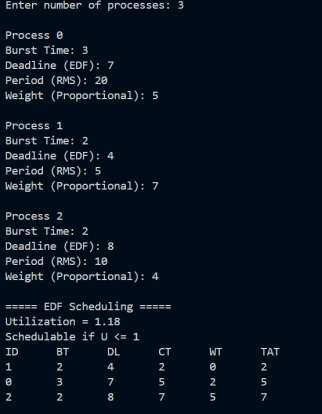 Enter number of processes: 3
Process 0
Burst Time: 3
Deadline (EDF): 7
Period (RMS): 20
Weight (Proportional): 5
Process 1
Burst Time: 2
Deadline (EDF): 4
Period (RMS): 5
Weight (Proportional): 7
Process 2
Burst Time: 2
Deadline (EDF): 8
Period (RMS): 10
Weight (Proportional): 4
===== EDF Scheduling =====
Utilization = 1.18
Schedulable if U <= 1
ID BT DL CT WT TAT
1 2 4 2 0 2
0 3 7 5 2 5
2 2 8 7 5 7